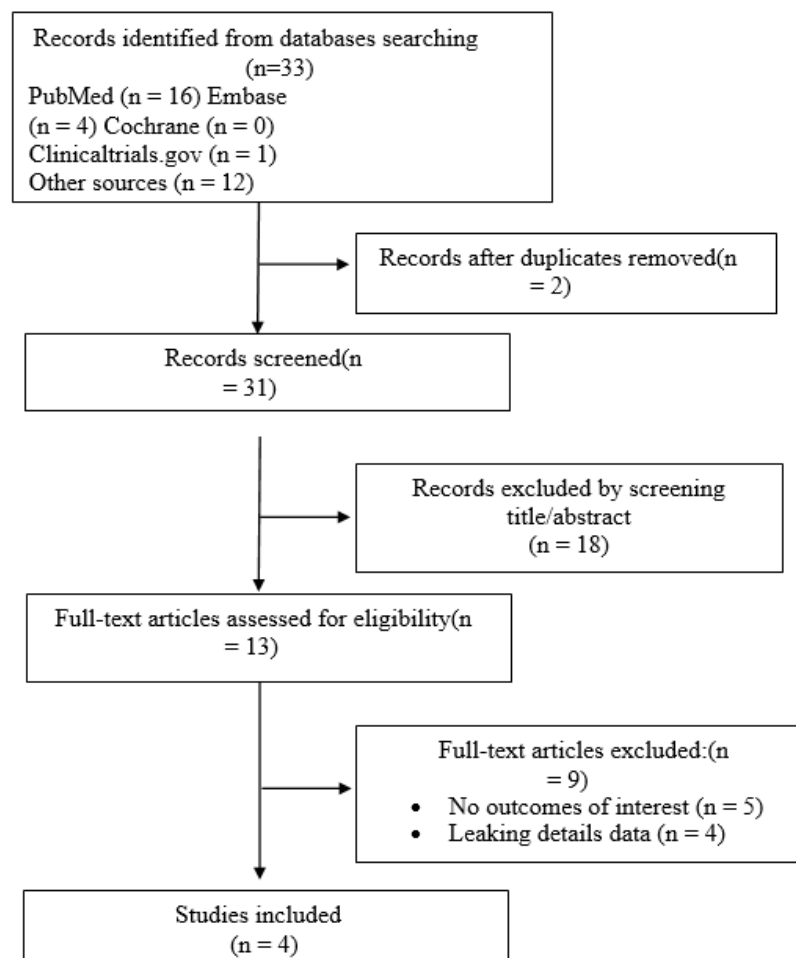 Records identified from databases searching
(n=33)
PubMed (n = 16) Embase
(n = 4) Cochrane (n = 0)
Clinicaltrials.gov (n = 1)
Other sources (n = 12)
Records after duplicates removed(n
= 2)
Records screened(n
= 31)
Records excluded by screening
title/abstract
(n = 18)
Full-text articles assessed for eligibility(n
= 13)
Full-text articles excluded:(n
= 9)
• No outcomes of interest (n = 5)
• Leaking details data (n = 4)
Studies included
(n = 4)